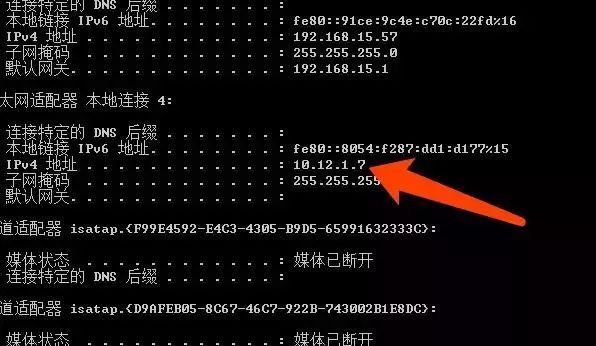 连接特定的 DNS 后缀 . . . . . . . :
本地链接 IPv6 地址. . . . . . . . : fe80::91ce:9c4e:c70c:22fd%16
IPv4 地址 . . . . . . . . . . . . : 192.168.15.57
子网掩码 . . . . . . . . . . . . : 255.255.255.0
默认网关. . . . . . . . . . . . . : 192.168.15.1
太网适配器 本地连接 4:
连接特定的 DNS 后缀 . . . . . . . :
本地链接 IPv6 地址. . . . . . . . : fe80::8054:f287:dd1:d177%15
IPv4 地址 . . . . . . . . . . . . : 10.12.1.7
子网掩码 . . . . . . . . . . . . : 255.255.255
默认网关. . . . . . . . . . . . . :
道适配器 isatap.{F99E4592-E4C3-4305-B9D5-65991632333C}:
媒体状态 . . . . . . . . . . . . : 媒体已断开
连接特定的 DNS 后缀 . . . . . . . :
道适配器 isatap.{D9AFEB05-8C67-46C7-922B-743002B1E8DC}:
媒体状态 . . . . . . . . . . . . : 媒体已断开